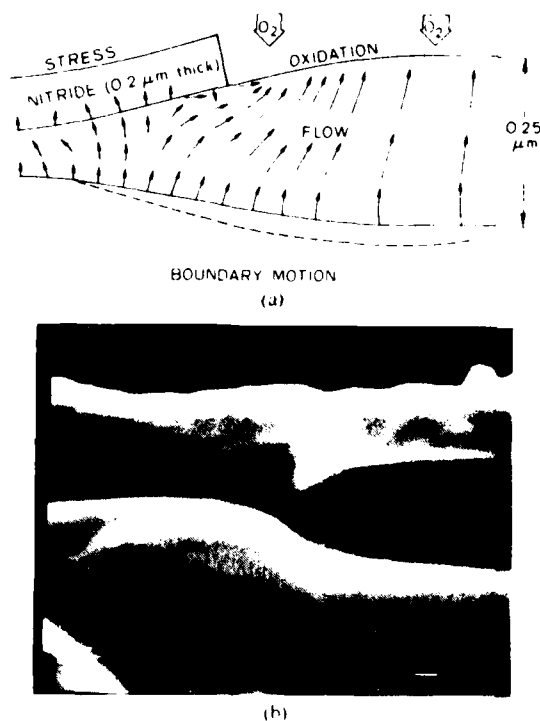 {O₂} {O₂}
STRESS
OXIDATION
NITRIDE (0.2 μm thick)
FLOW
0.25
μm
BOUNDARY MOTION
(a)
(b)